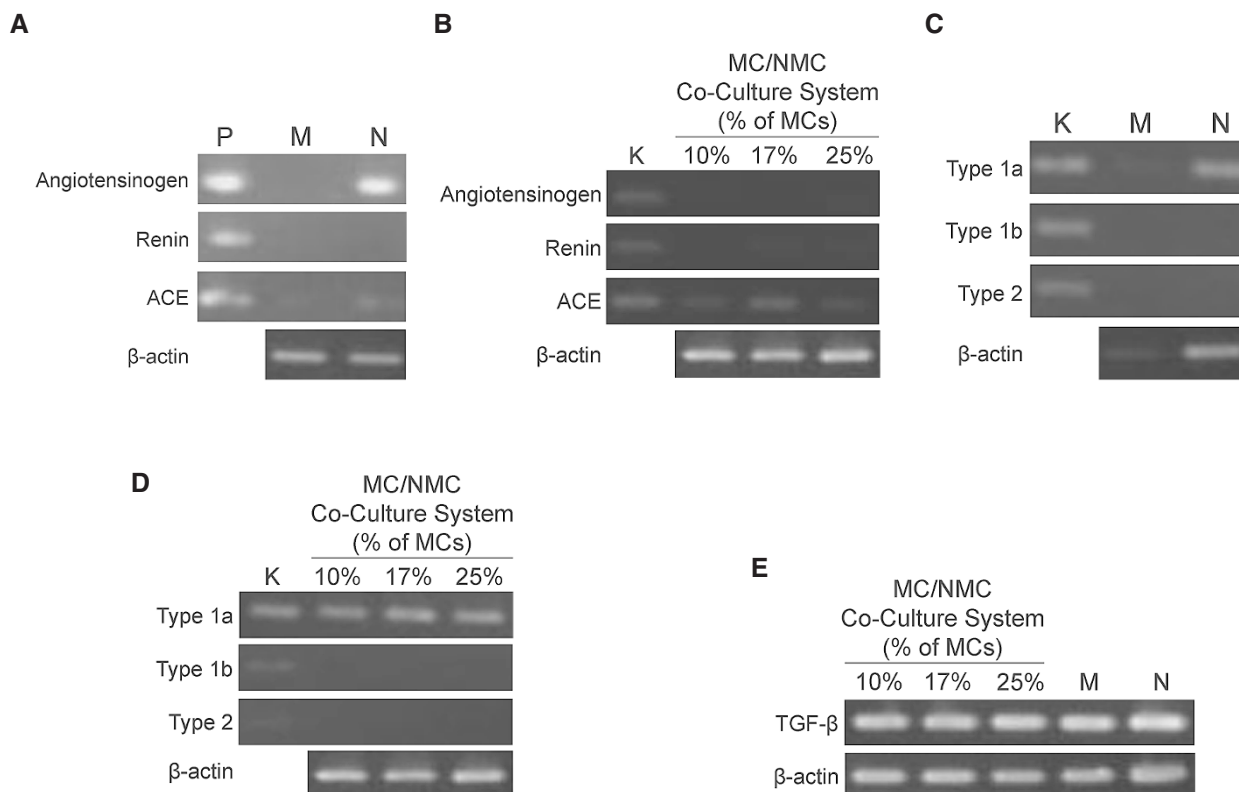 A
P M N
Angiotensinogen
Renin
ACE
β-actin
B
MC/NMC
Co-Culture System
(% of MCs)
K 10% 17% 25%
Angiotensinogen
Renin
ACE
β-actin
C
K M N
Type 1a
Type 1b
Type 2
β-actin
D
MC/NMC
Co-Culture System
(% of MCs)
K 10% 17% 25%
Type 1a
Type 1b
Type 2
β-actin
E
MC/NMC
Co-Culture System
(% of MCs)
10% 17% 25% M N
TGF-β
β-actin